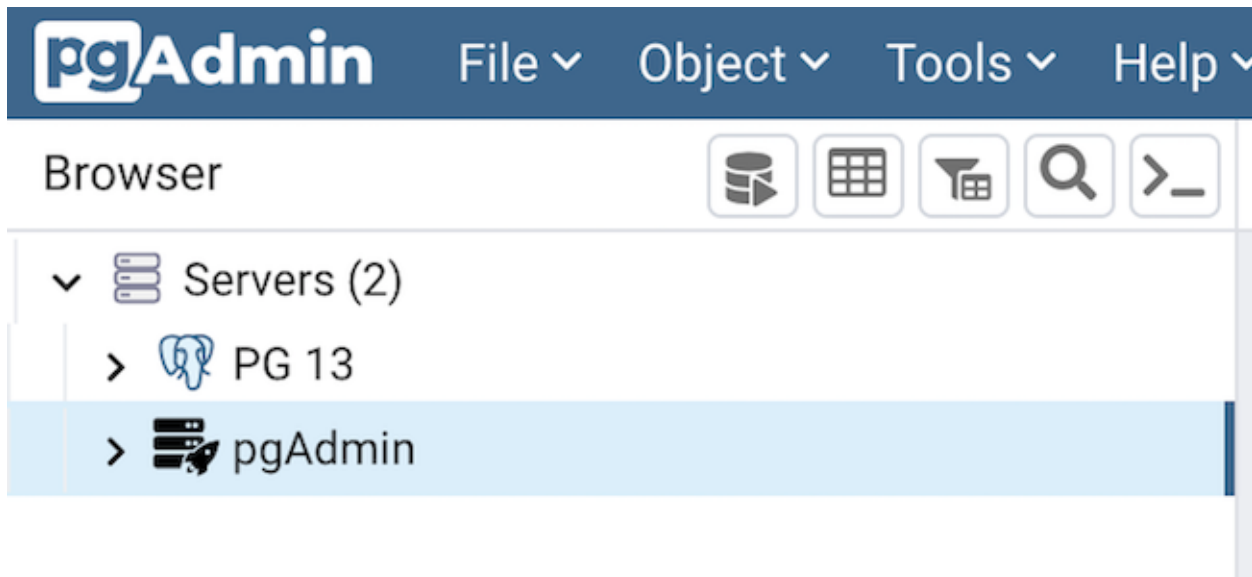 pgAdmin File Object Tools Help
Browser
Servers (2)
PG 13
pgAdmin